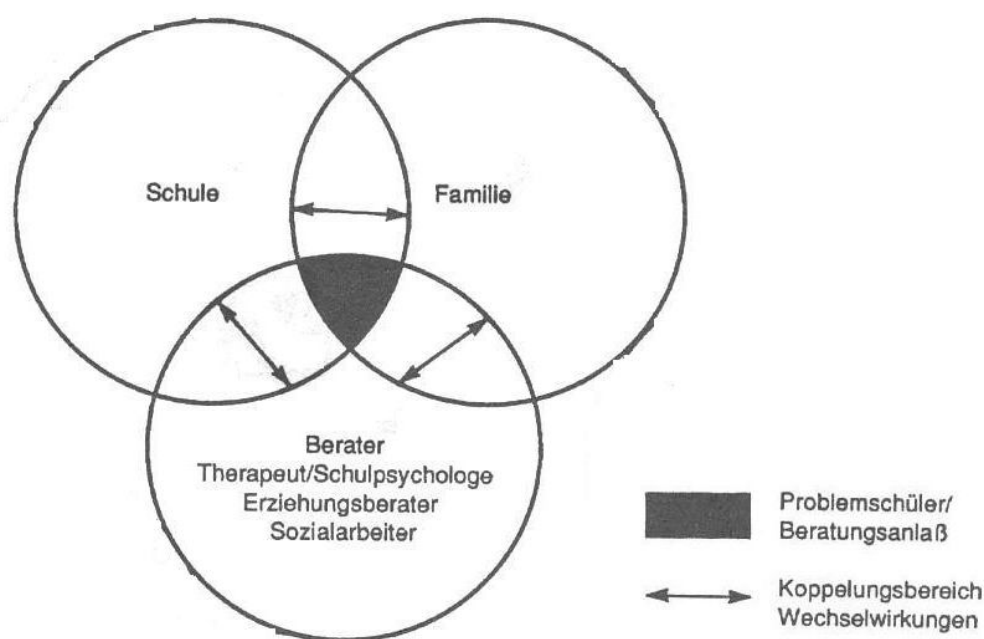 Schule
Familie
Berater
Therapeut/Schulpsychologe
Erziehungsberater
Sozialarbeiter
Problemschüler/
Beratungsanlaß
Koppelungsbereich
Wechselwirkungen